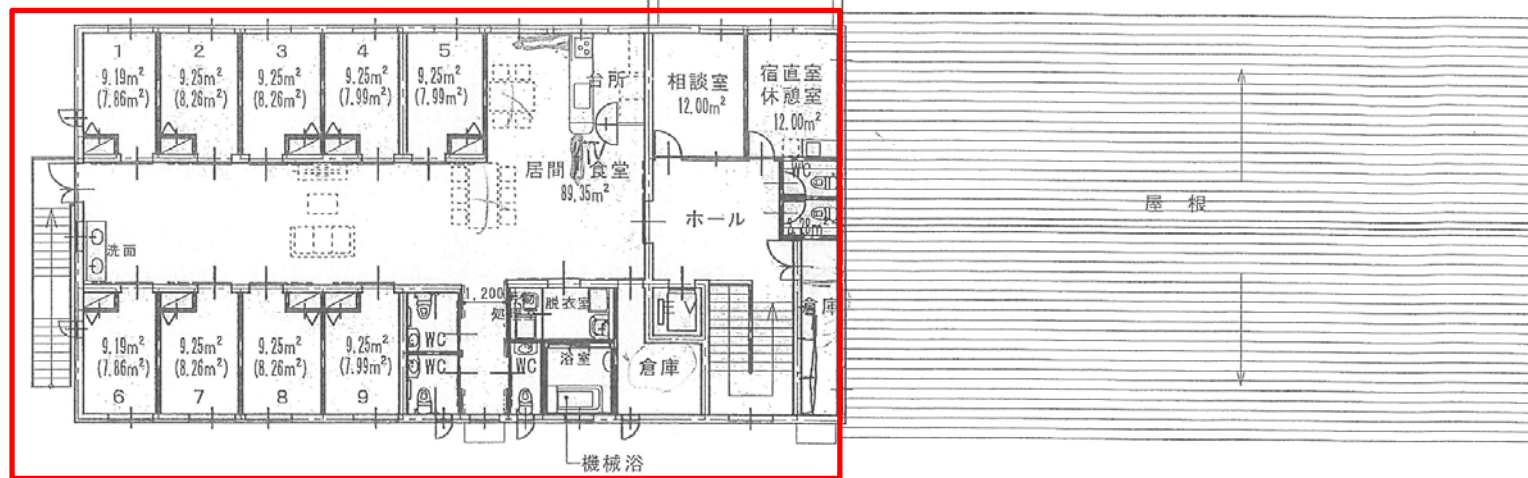 1
9.19m²
(7.86m²)
2
9.25m²
(8.26m²)
3
9.25m²
(8.26m²)
4
9.25m²
(7.99m²)
5
9.25m²
(7.99m²)
台所
相談室
12.00m²
宿直室
休憩室
12.00m²
居間 食堂
89.35m²
WC
ホール
屋根
洗面
9.19m²
(7.86m²)
6
9.25m²
(8.26m²)
7
9.25m²
(8.26m²)
8
9.25m²
(7.99m²)
9
WC
WC
1,200
脱衣室
WC
浴室
倉庫
倉庫
機械浴